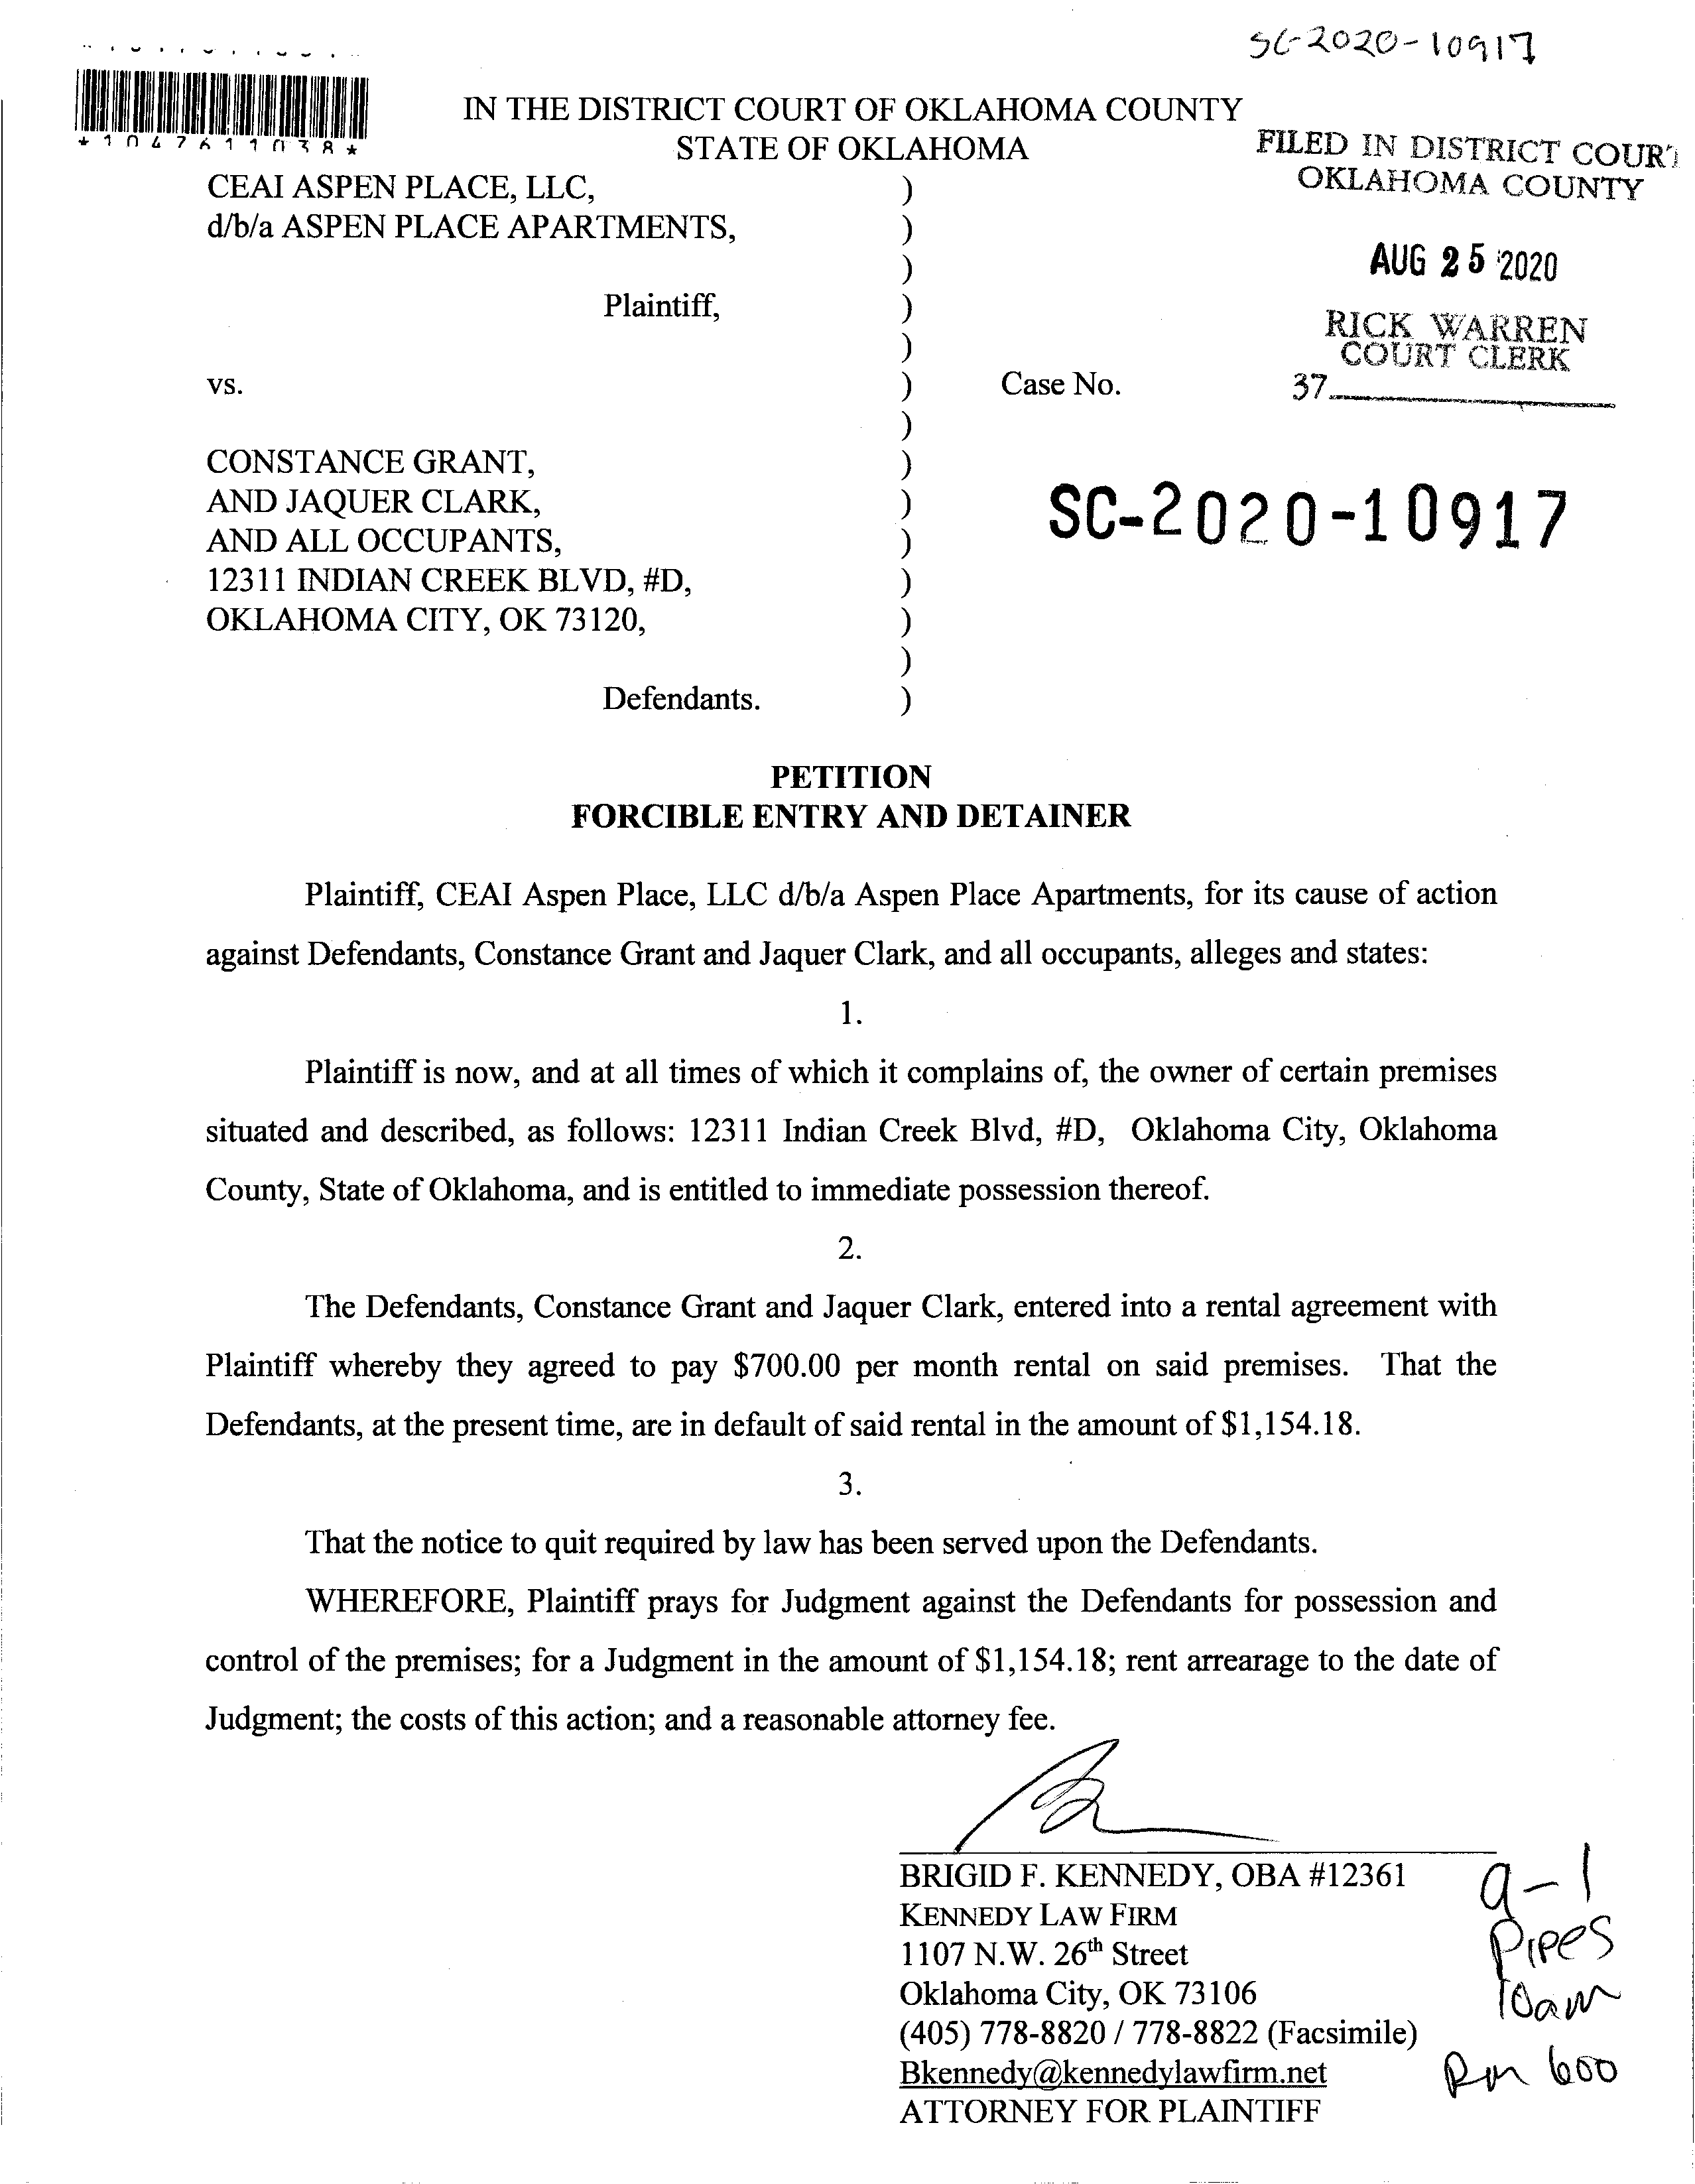 SC-2020-10917
IN THE DISTRICT COURT OF OKLAHOMA COUNTY
STATE OF OKLAHOMA
*1047611038*
FILED IN DISTRICT COURT
OKLAHOMA COUNTY
AUG 25 2020
RICK WARREN
COURT CLERK
37
CEAI ASPEN PLACE, LLC, )
d/b/a ASPEN PLACE APARTMENTS, )
)
Plaintiff, )
)
vs. ) Case No.
)
CONSTANCE GRANT, )
AND JAQUER CLARK, )
SC-2020-10917
AND ALL OCCUPANTS, )
12311 INDIAN CREEK BLVD, #D, )
OKLAHOMA CITY, OK 73120, )
)
Defendants. )
PETITION
FORCIBLE ENTRY AND DETAINER
Plaintiff, CEAI Aspen Place, LLC d/b/a Aspen Place Apartments, for its cause of action
against Defendants, Constance Grant and Jaquer Clark, and all occupants, alleges and states:
1.
Plaintiff is now, and at all times of which it complains of, the owner of certain premises
situated and described, as follows: 12311 Indian Creek Blvd, #D, Oklahoma City, Oklahoma
County, State of Oklahoma, and is entitled to immediate possession thereof.
2.
The Defendants, Constance Grant and Jaquer Clark, entered into a rental agreement with
Plaintiff whereby they agreed to pay $700.00 per month rental on said premises. That the
Defendants, at the present time, are in default of said rental in the amount of $1,154.18.
3.
That the notice to quit required by law has been served upon the Defendants.
WHEREFORE, Plaintiff prays for Judgment against the Defendants for possession and
control of the premises; for a Judgment in the amount of $1,154.18; rent arrearage to the date of
Judgment; the costs of this action; and a reasonable attorney fee.
BRIGID F. KENNEDY, OBA #12361
KENNEDY LAW FIRM
1107 N.W. 26th Street
Oklahoma City, OK 73106
(405) 778-8820 / 778-8822 (Facsimile)
Bkennedy@kennedylawfirm.net
ATTORNEY FOR PLAINTIFF
9-1
Pipes
10am
Rm 600